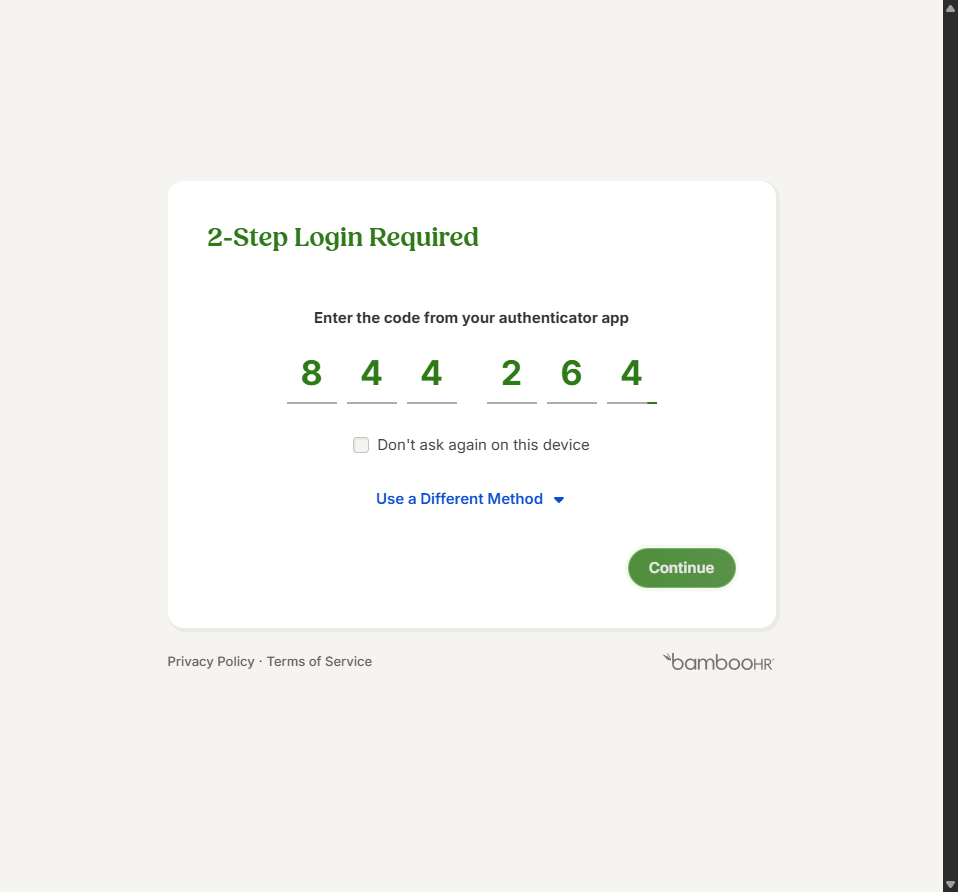 2-Step Login Required
Enter the code from your authenticator app
8 4 4 2 6 4
Don't ask again on this device
Use a Different Method
Continue
Privacy Policy · Terms of Service
bambooHR